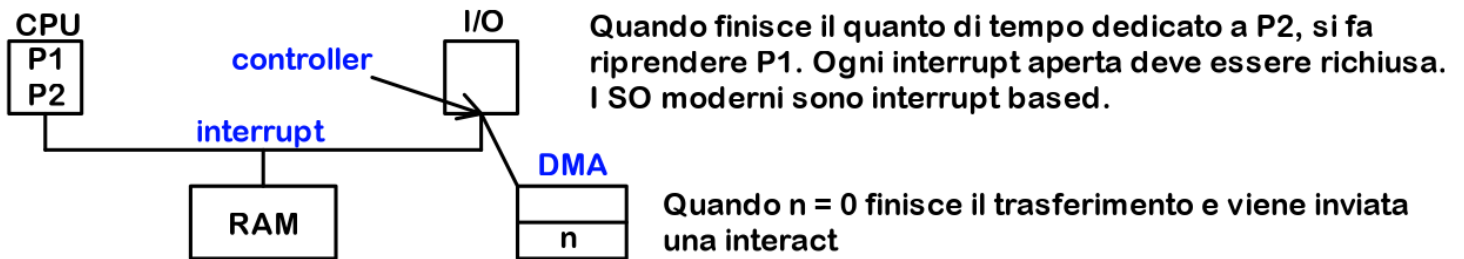 CPU
P1
P2
controller
I/O
Quando finisce il quanto di tempo dedicato a P2, si fa
riprendere P1. Ogni interrupt aperta deve essere richiusa.
I SO moderni sono interrupt based.
interrupt
DMA
RAM
n
Quando n = 0 finisce il trasferimento e viene inviata
una interact